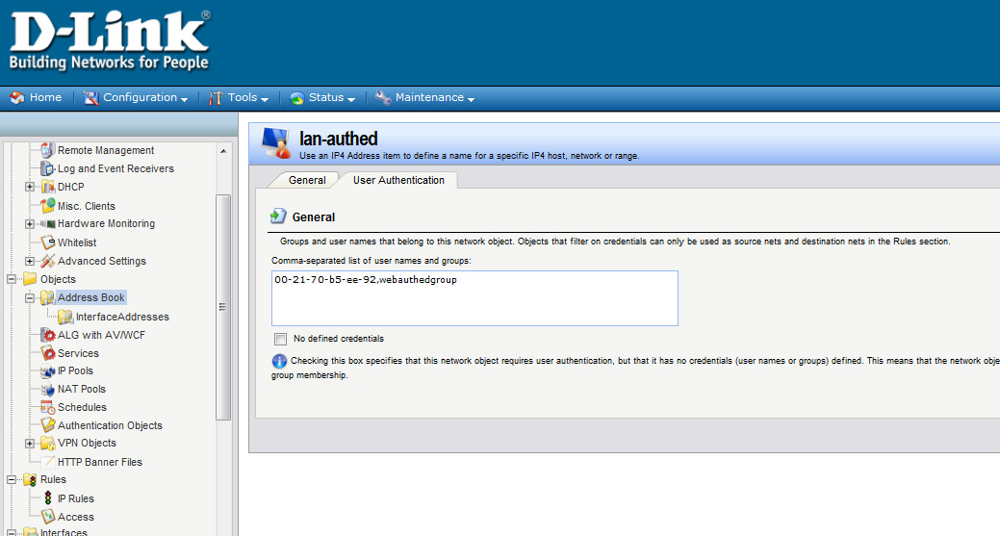 D-Link®
Building Networks for People
Home Configuration Tools Status Maintenance
Remote Management
Log and Event Receivers
DHCP
Misc. Clients
Hardware Monitoring
Whitelist
Advanced Settings
Objects
Address Book
InterfaceAddresses
ALG with AV/WCF
Services
IP Pools
NAT Pools
Schedules
Authentication Objects
VPN Objects
HTTP Banner Files
Rules
IP Rules
Access
Interfaces
lan-authed
Use an IP4 Address item to define a name for a specific IP4 host, network or range.
General User Authentication
General
Groups and user names that belong to this network object. Objects that filter on credentials can only be used as source nets and destination nets in the Rules section.
Comma-separated list of user names and groups:
00-21-70-b5-ee-92,webauthedgroup
No defined credentials
Checking this box specifies that this network object requires user authentication, but that it has no credentials (user names or groups) defined. This means that the network obje
group membership.